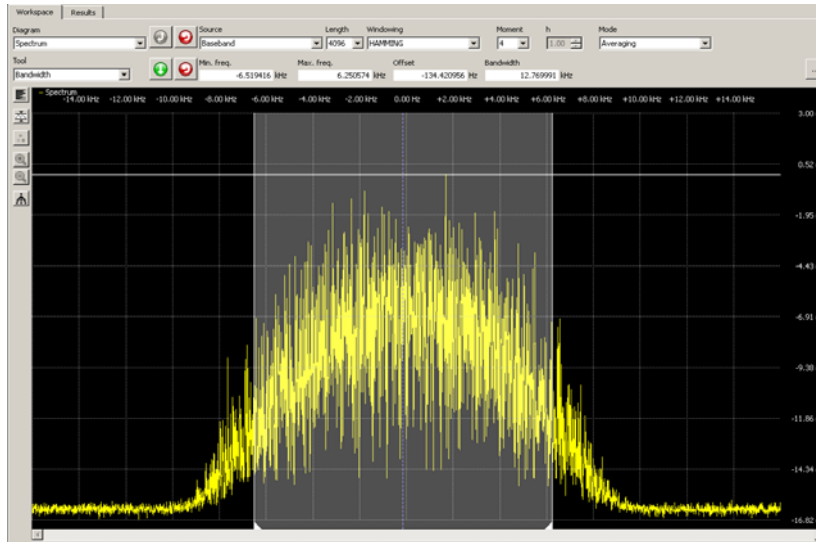 Workspace Results
Diagram Source Length Windowing Moment h Mode
Spectrum Baseband 4096 HAMMING 4 1.00 Averaging
Tool Min. freq. Max. freq. Offset Bandwidth
Bandwidth -6.519416 kHz 6.250574 kHz -134.420956 Hz 12.769991 kHz ...
Spectrum
-14.00 kHz -12.00 kHz -10.00 kHz -8.00 kHz -6.00 kHz -4.00 kHz -2.00 kHz 0.00 Hz +2.00 kHz +4.00 kHz +6.00 kHz +8.00 kHz +10.00 kHz +12.00 kHz +14.00 kHz
3.00
0.52
-1.95
-4.43
-6.91
-9.38
-11.86
-14.34
-16.82